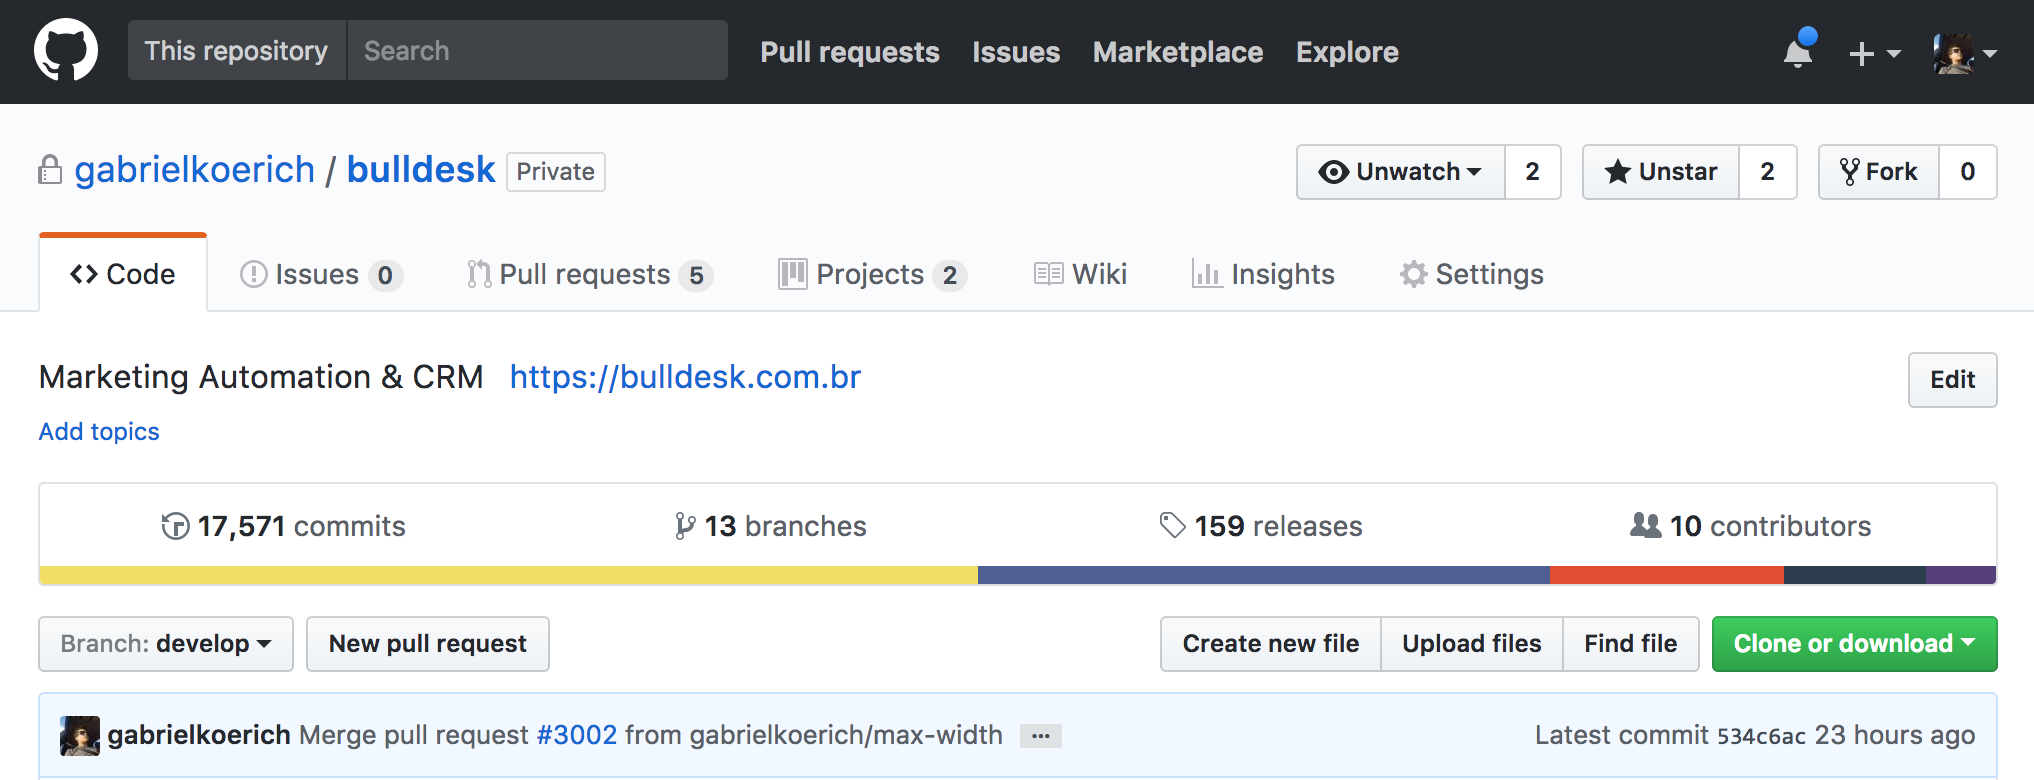 This repository Search Pull requests Issues Marketplace Explore
gabrielkoerich / bulldesk Private Unwatch 2 Unstar 2 Fork 0
Code Issues 0 Pull requests 5 Projects 2 Wiki Insights Settings
Marketing Automation & CRM https://bulldesk.com.br Edit
Add topics
17,571 commits 13 branches 159 releases 10 contributors
Branch: develop New pull request Create new file Upload files Find file Clone or download
gabrielkoerich Merge pull request #3002 from gabrielkoerich/max-width ... Latest commit 534c6ac 23 hours ago